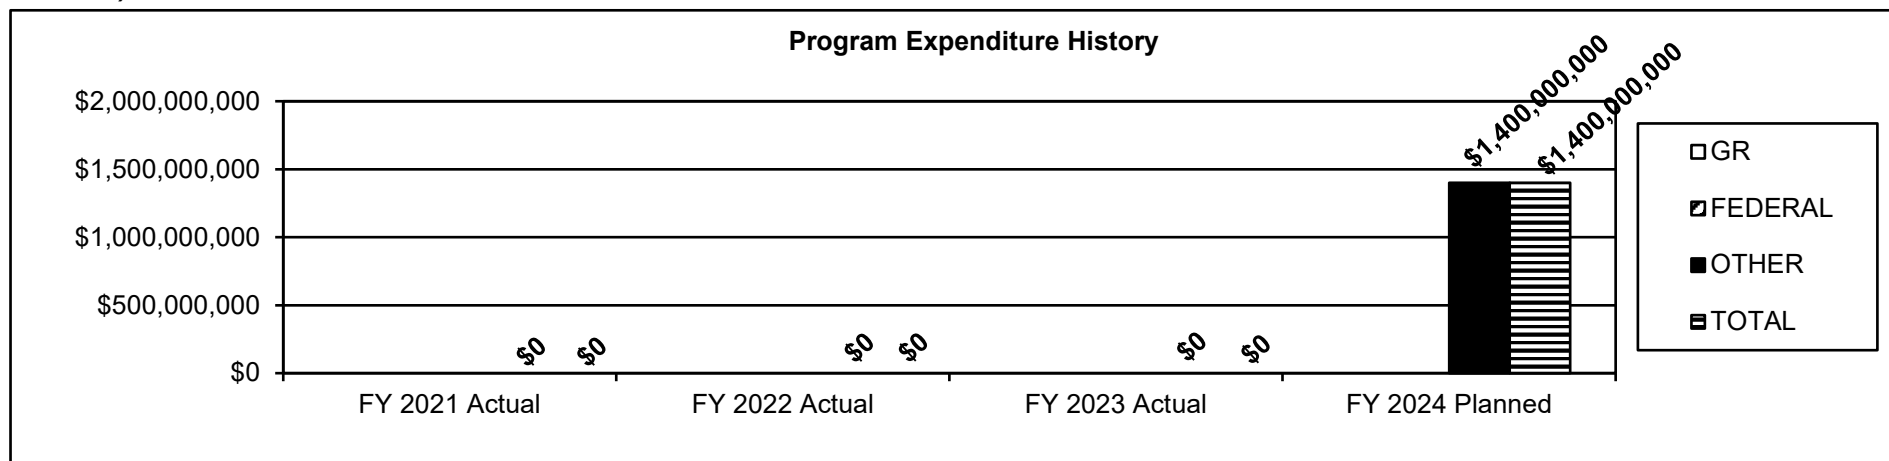 Program Expenditure History
$2,000,000,000
$1,500,000,000
$1,000,000,000
$500,000,000
$0
$0
$0
$0
$0
$0
$0
$1,400,000,000
$1,400,000,000
FY 2021 Actual
FY 2022 Actual
FY 2023 Actual
FY 2024 Planned
GR
FEDERAL
OTHER
TOTAL